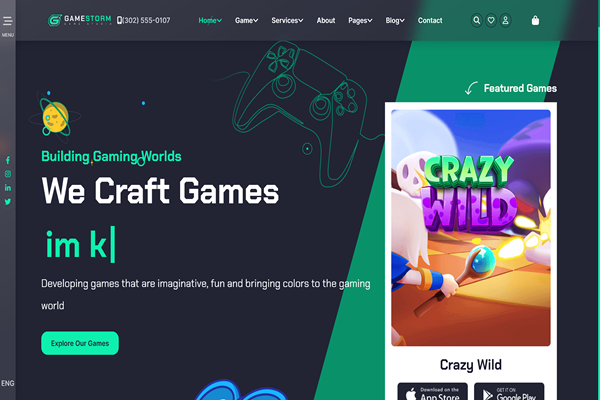 MENU
GAMESTORM
GAME STUDIO
(302) 555-0107
Home Game Services About Pages Blog Contact
Featured Games
Building Gaming Worlds
We Craft Games
im k
Developing games that are imaginative, fun and bringing colors to the gaming
world
Explore Our Games
CRAZY
WILD
Crazy Wild
Download on the
App Store
GET IT ON
Google Play
ENG